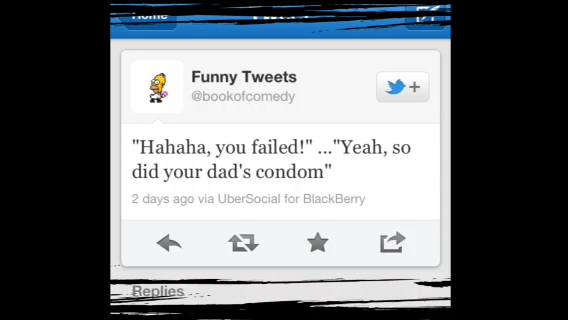 Home
Funny Tweets
@bookofcomedy
"Hahaha, you failed!" ..."Yeah, so
did your dad's condom"
2 days ago via UberSocial for BlackBerry
Replies